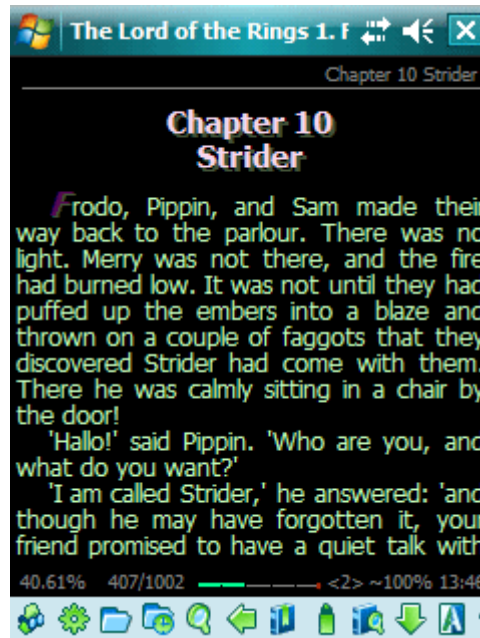 The Lord of the Rings 1. F
Chapter 10 Strider
Chapter 10
Strider
Frodo, Pippin, and Sam made their
way back to the parlour. There was no
light. Merry was not there, and the fire
had burned low. It was not until they had
puffed up the embers into a blaze and
thrown on a couple of faggots that they
discovered Strider had come with them.
There he was calmly sitting in a chair by
the door!
'Hallo!' said Pippin. 'Who are you, and
what do you want?'
'I am called Strider,' he answered: 'and
though he may have forgotten it, your
friend promised to have a quiet talk with
40.61% 407/1002 <2> ~100% 13:46